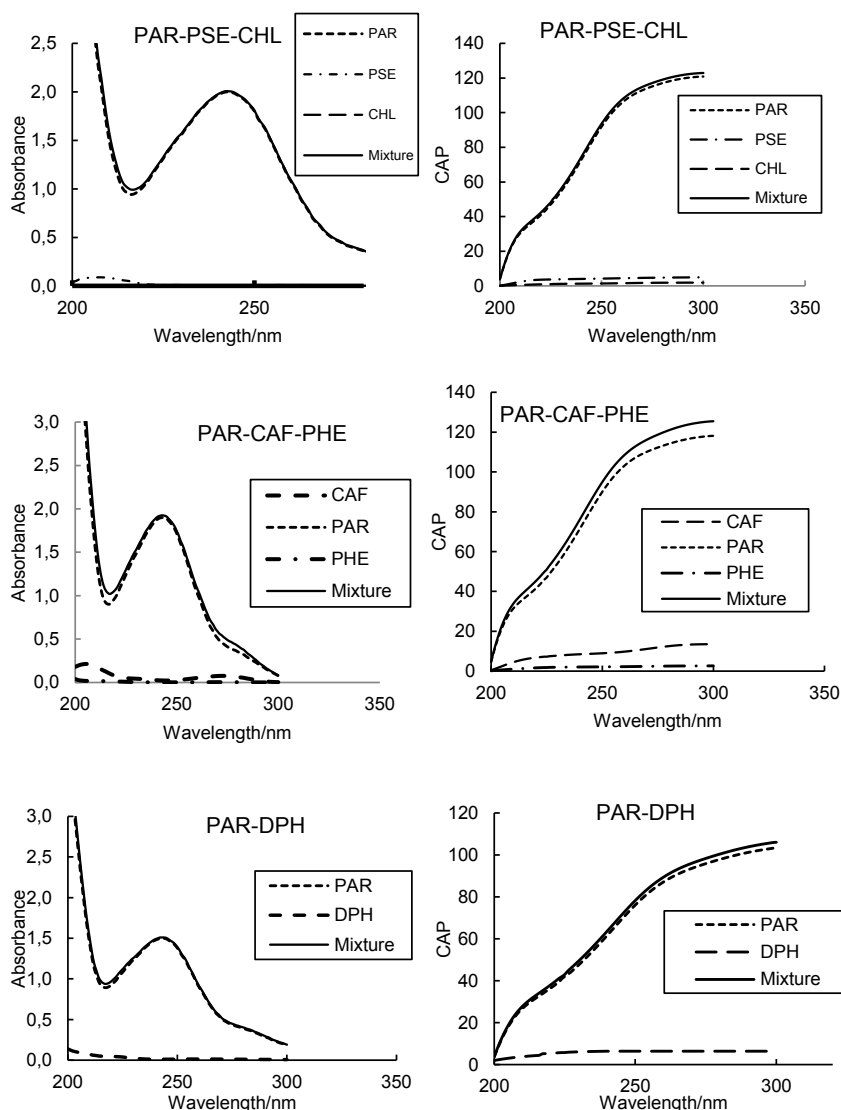 PAR-PSE-CHL
2,5
2,0
1,5
1,0
0,5
0,0
Absorbance
200
250
Wavelength/nm
PAR
PSE
CHL
Mixture
PAR-PSE-CHL
140
120
100
80
60
40
20
0
CAP
200
250
300
350
Wavelength/nm
PAR
PSE
CHL
Mixture
PAR-CAF-PHE
3,0
2,5
2,0
1,5
1,0
0,5
0,0
Absorbance
200
250
300
350
Wavelength/nm
CAF
PAR
PHE
Mixture
PAR-CAF-PHE
140
120
100
80
60
40
20
0
CAP
200
250
300
350
Wavelength/nm
CAF
PAR
PHE
Mixture
PAR-DPH
3,0
2,5
2,0
1,5
1,0
0,5
0,0
Absorbance
200
250
300
350
Wavelength/nm
PAR
DPH
Mixture
PAR-DPH
120
100
80
60
40
20
0
CAP
200
250
300
Wavelength/nm
PAR
DPH
Mixture